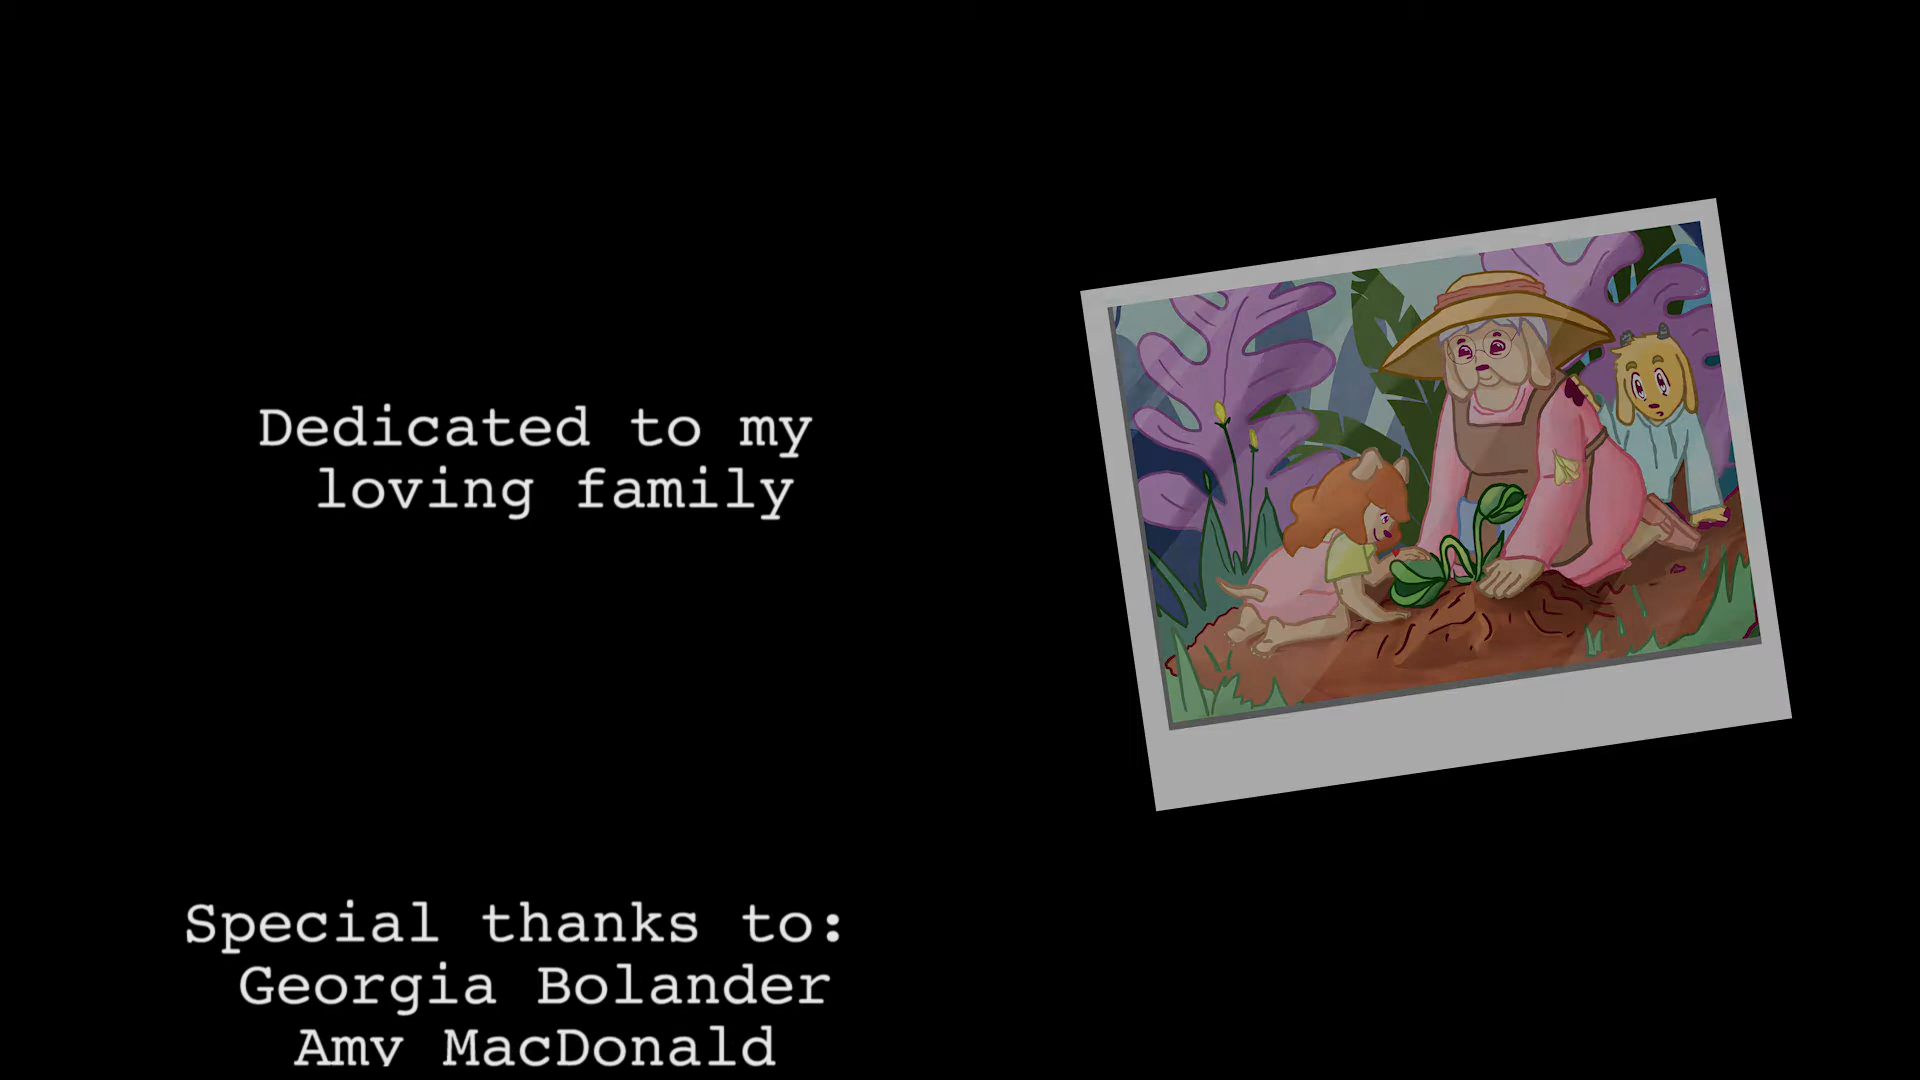 Dedicated to my
loving family
Special thanks to:
Georgia Bolander
Amy MacDonald